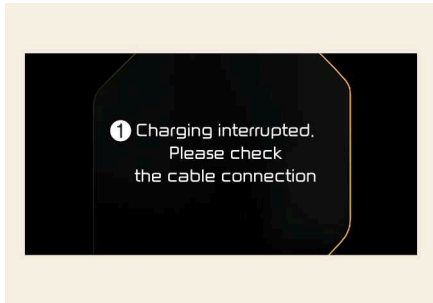 1 Charging interrupted.
Please check
the cable connection